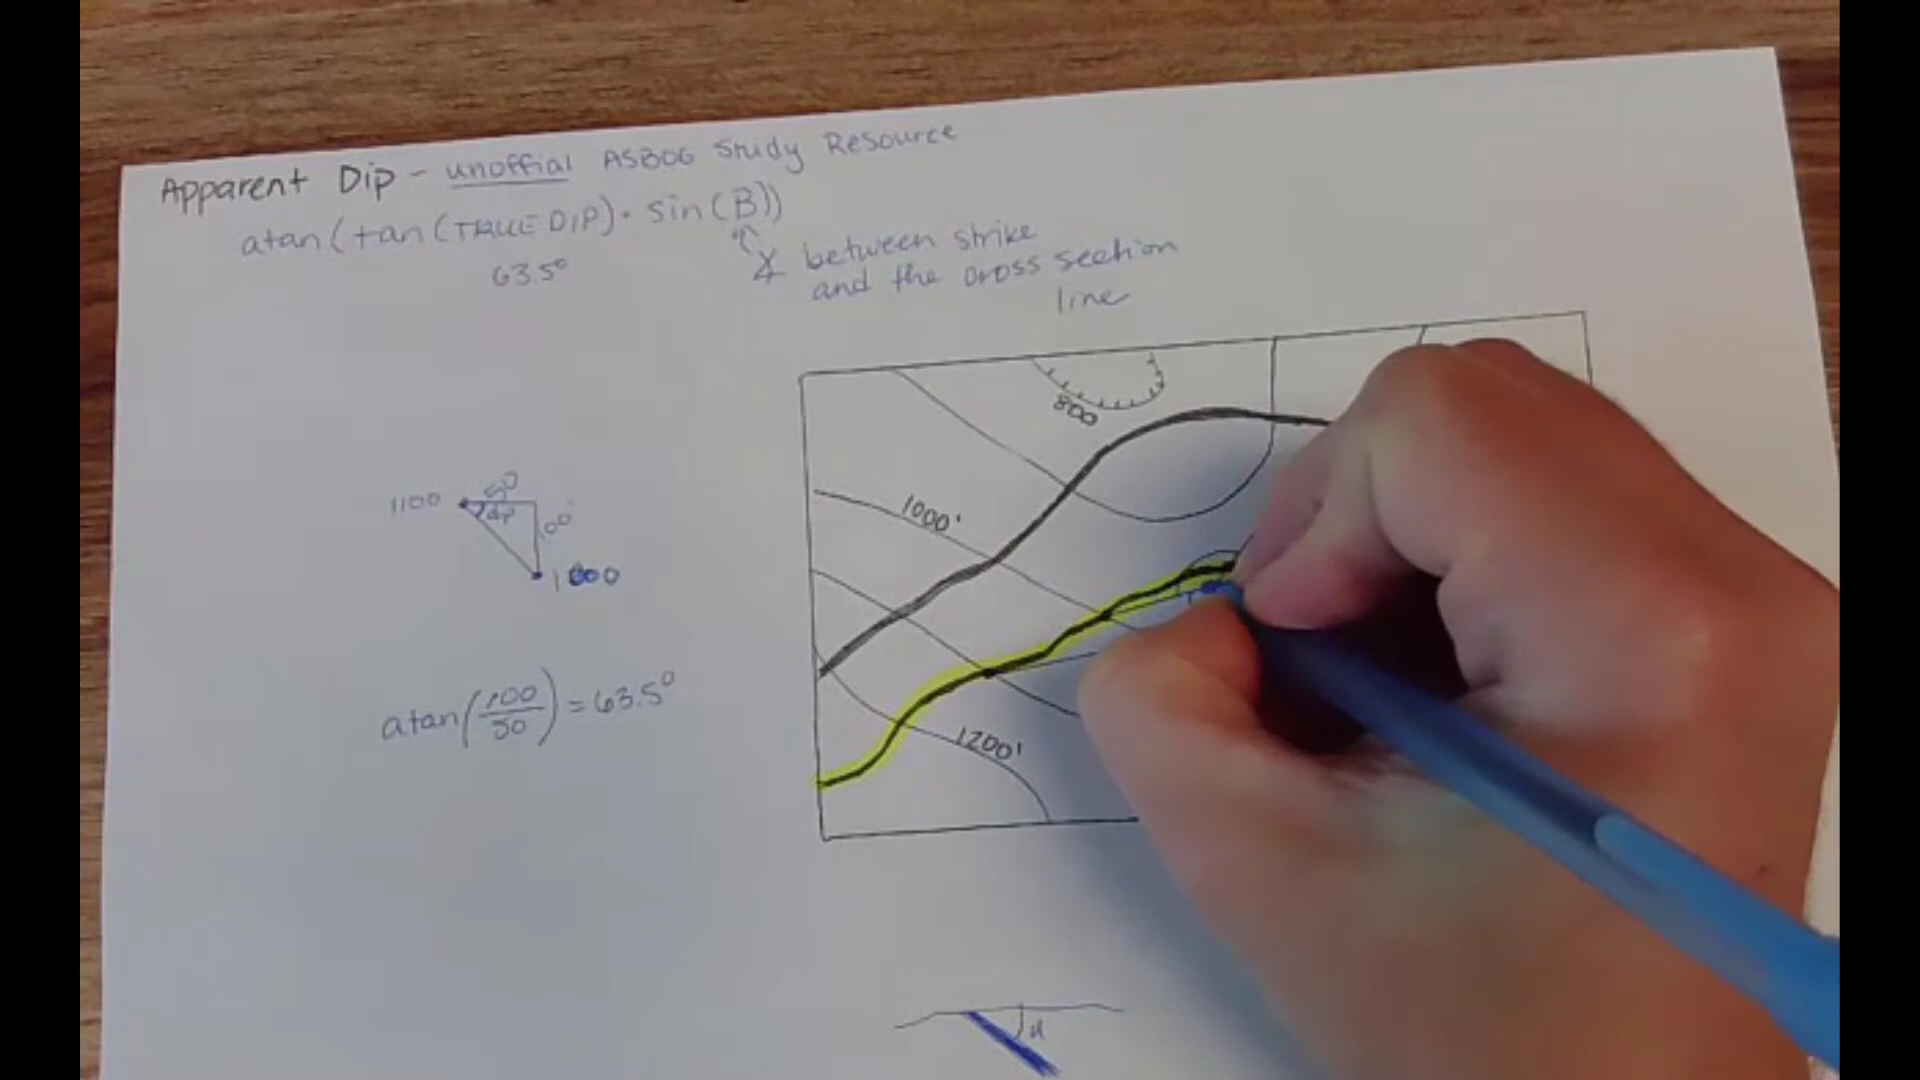 Apparent Dip - unoffial ASBOG Study Resource
atan(tan(TRUE DIP) · sin(B))
63.5°
∡ between strike
and the cross section
line
800
1000'
1200'
1100
50
dip
100
1000
atan(100/50) = 63.5°